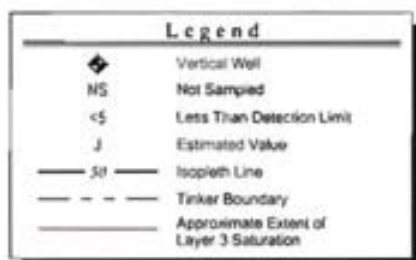 Legend
Vertical Well
NS Not Sampled
<5 Less Than Detection Limit
J Estimated Value
50 Isopleth Line
Tinker Boundary
Approximate Extent of
Layer 3 Saturation